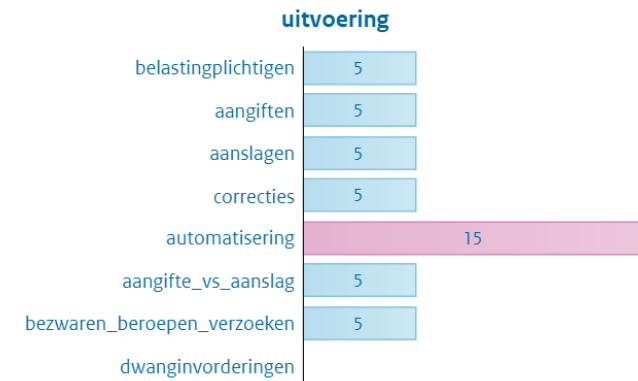 uitvoering
belastingplichtigen 5
aangiften 5
aanslagen 5
correcties 5
automatisering 15
aangifte_vs_aanslag 5
bezwaren_beroepen_verzoeken 5
dwanginvorderingen